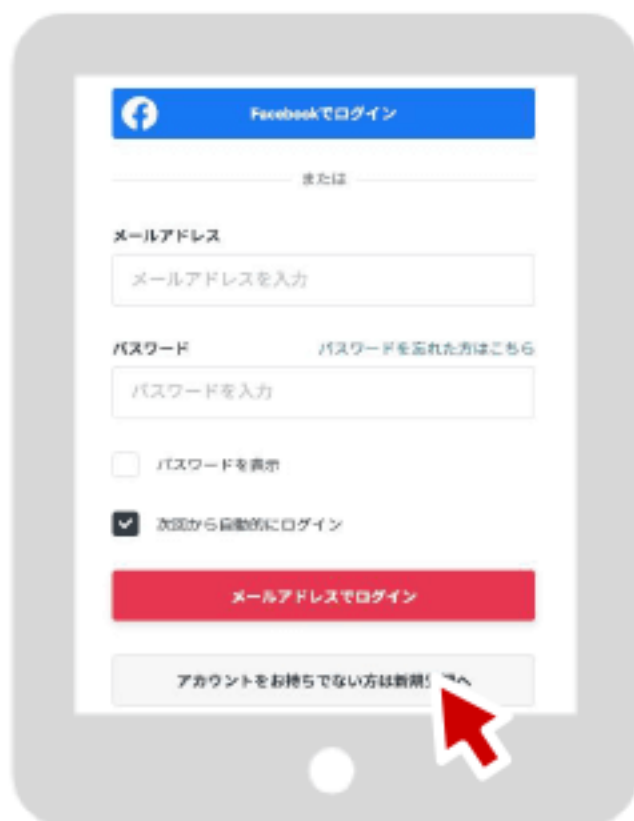 Facebookでログイン
または
メールアドレス
メールアドレスを入力
パスワード
パスワードを忘れた方はこちら
パスワードを入力
パスワードを表示
次回から自動的にログイン
メールアドレスでログイン
アカウントをお持ちでない方は新規